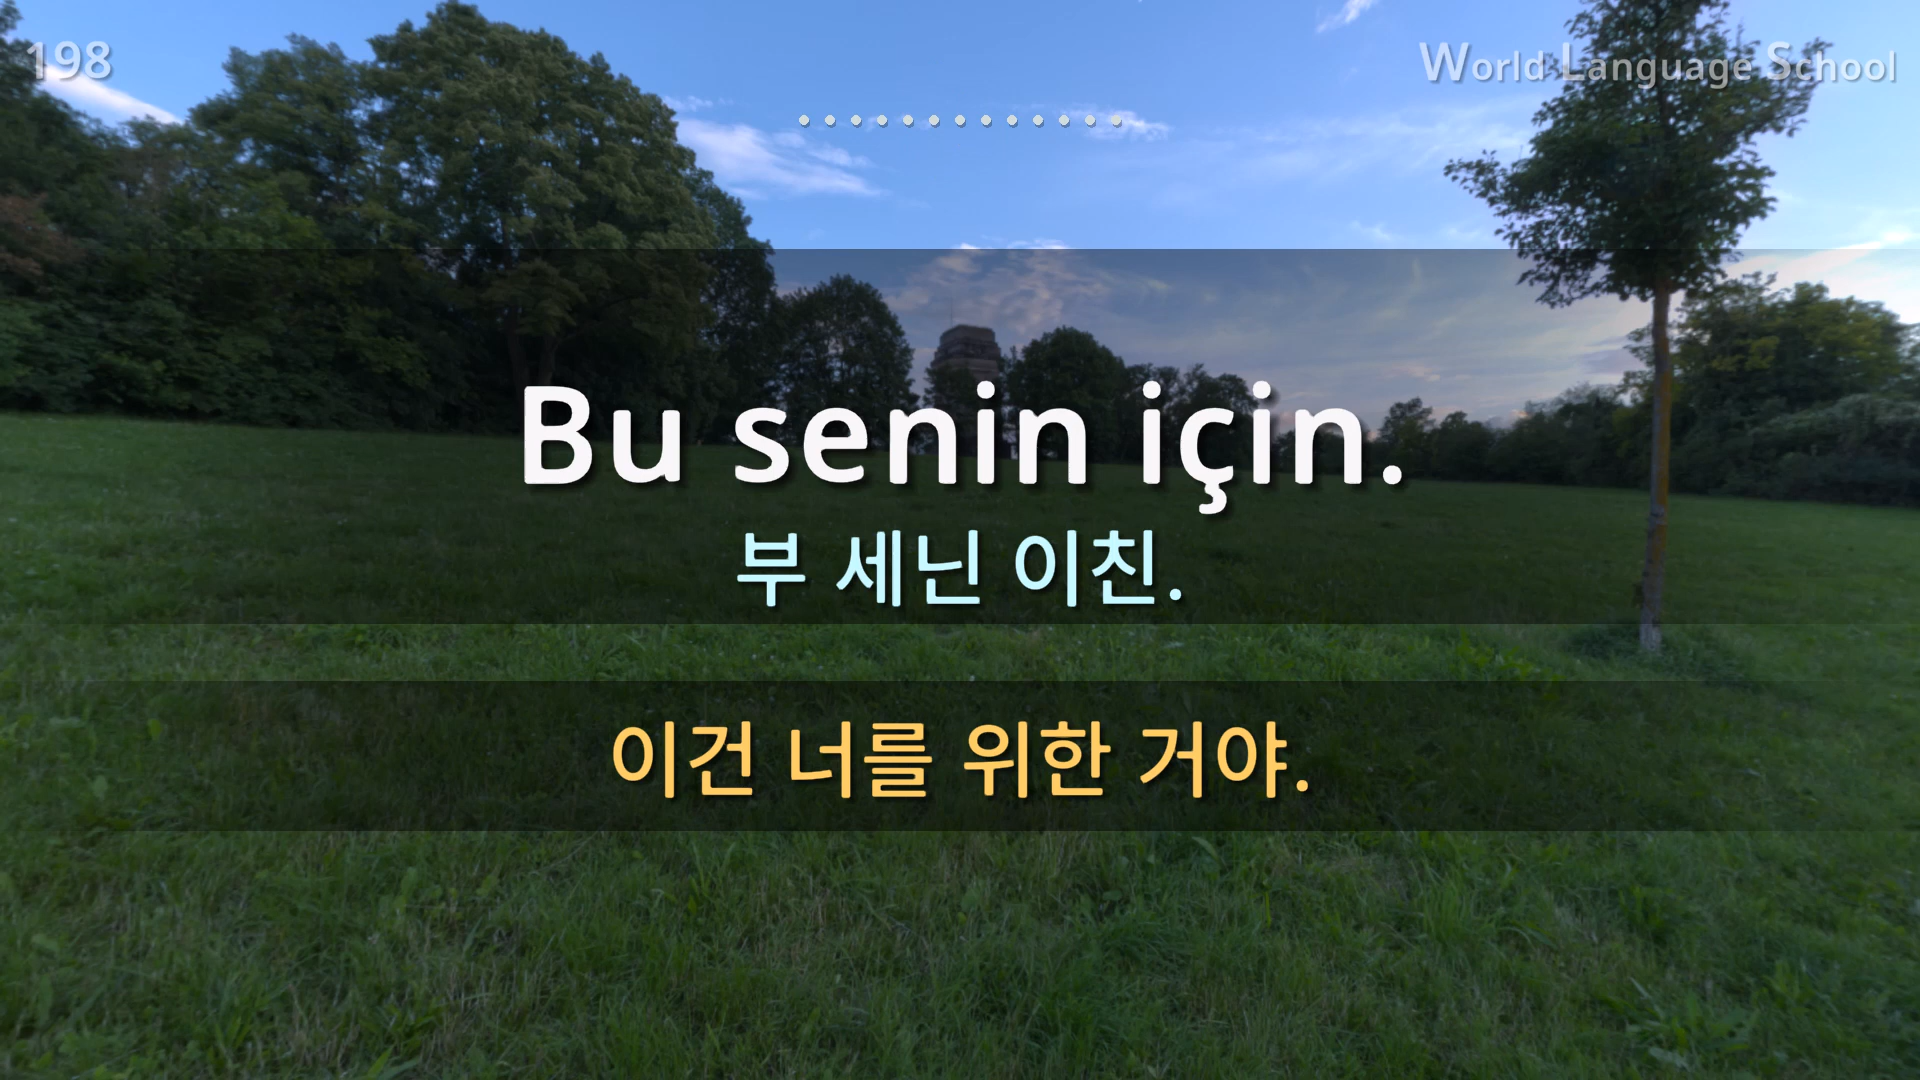 198
World Language School
Bu senin için.
부 세닌 이친.
이건 너를 위한 거야.